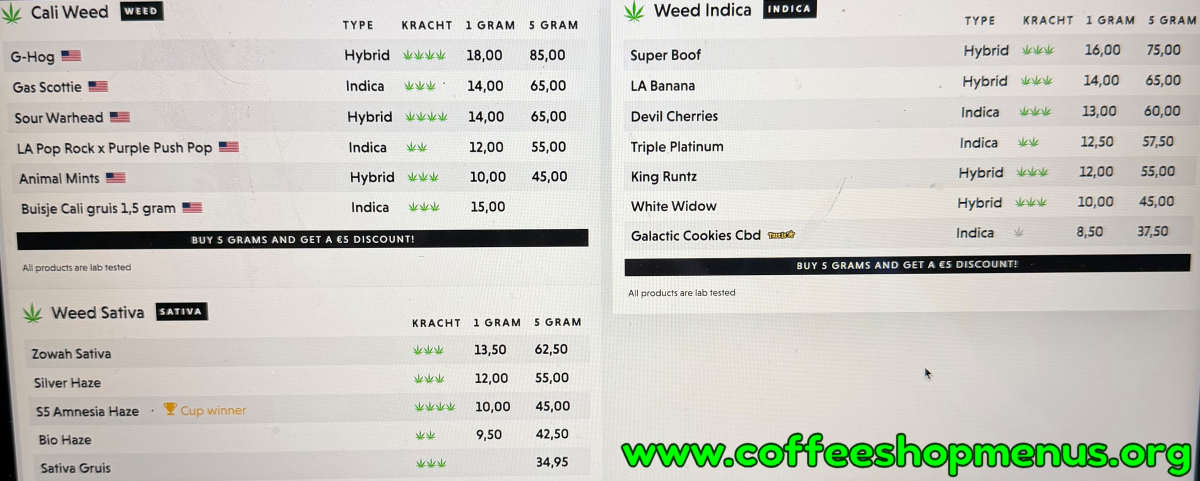 Cali Weed WEED
TYPE KRACHT 1 GRAM 5 GRAM
G-Hog Hybrid 18,00 85,00
Gas Scottie Indica 14,00 65,00
Sour Warhead Hybrid 14,00 65,00
LA Pop Rock x Purple Push Pop Indica 12,00 55,00
Animal Mints Hybrid 10,00 45,00
Buisje Cali gruis 1,5 gram Indica 15,00
BUY 5 GRAMS AND GET A €5 DISCOUNT!
All products are lab tested
Weed Sativa SATIVA
KRACHT 1 GRAM 5 GRAM
Zowah Sativa 13,50 62,50
Silver Haze 12,00 55,00
S5 Amnesia Haze · Cup winner 10,00 45,00
Bio Haze 9,50 42,50
Sativa Gruis 34,95
Weed Indica INDICA
TYPE KRACHT 1 GRAM 5 GRAM
Super Boof Hybrid 16,00 75,00
LA Banana Hybrid 14,00 65,00
Devil Cherries Indica 13,00 60,00
Triple Platinum Indica 12,50 57,50
King Runtz Hybrid 12,00 55,00
White Widow Hybrid 10,00 45,00
Galactic Cookies Cbd Indica 8,50 37,50
BUY 5 GRAMS AND GET A €5 DISCOUNT!
All products are lab tested
www.coffeeshopmenus.org